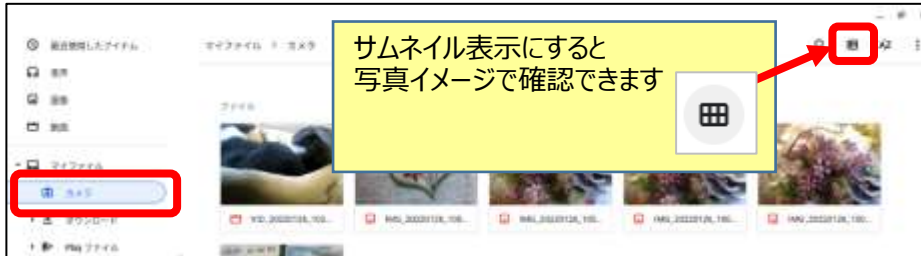 最近使用したアイテム
マイファイル > カメラ
サムネイル表示にすると
写真イメージで確認できます
音声
画像
動画
ファイル
マイファイル
カメラ
ダウンロード
Play ファイル